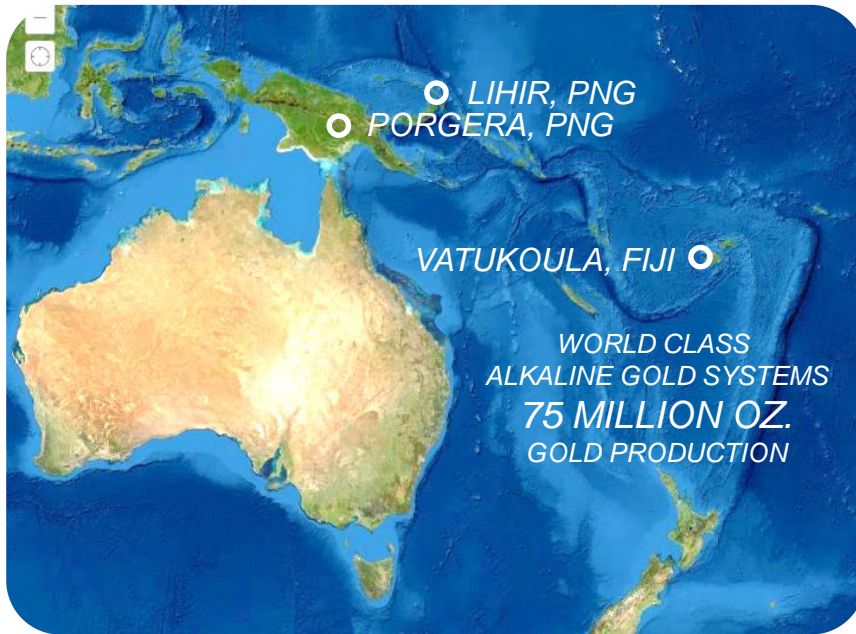 LIHIR, PNG
PORGERA, PNG
VATUKOULA, FIJI
WORLD CLASS
ALKALINE GOLD SYSTEMS
75 MILLION OZ.
GOLD PRODUCTION